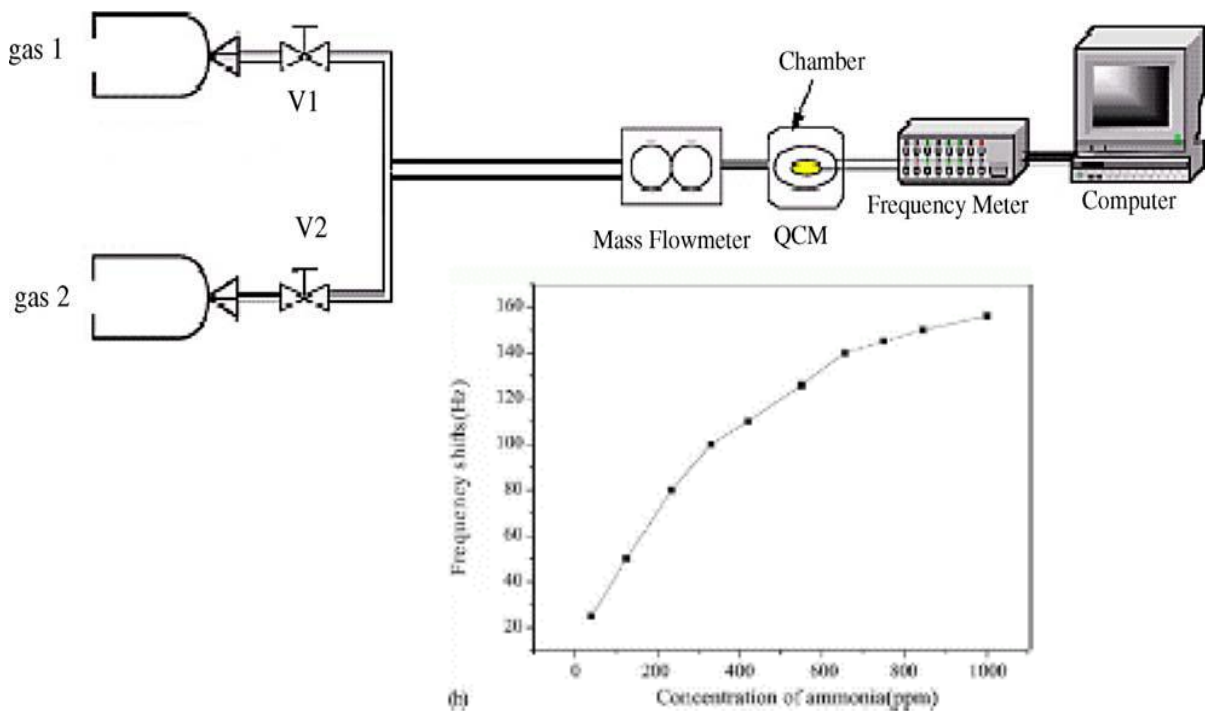 gas 1
V1
Chamber
V2
Mass Flowmeter
QCM
Frequency Meter
Computer
gas 2
160
140
120
100
80
60
40
20
Frequency shifts(Hz)
0 200 400 600 800 1000
Concentration of ammonia(ppm)